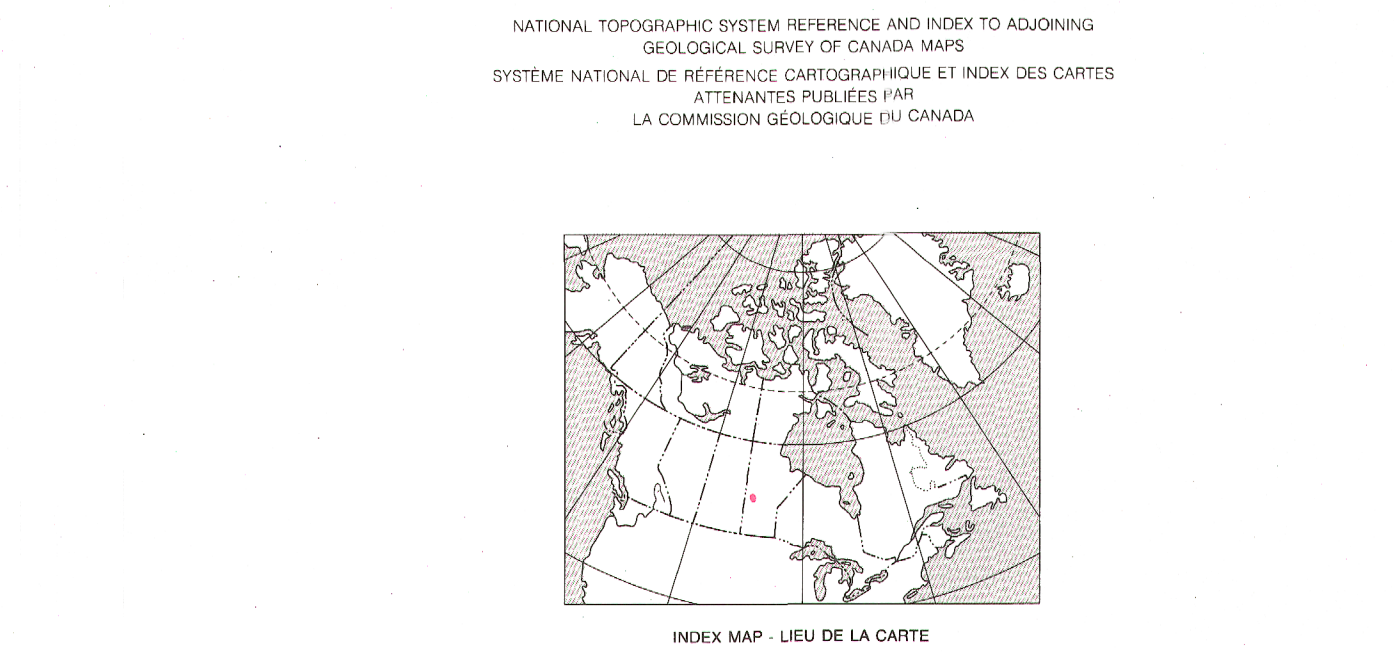 NATIONAL TOPOGRAPHIC SYSTEM REFERENCE AND INDEX TO ADJOINING
GEOLOGICAL SURVEY OF CANADA MAPS
SYSTÈME NATIONAL DE RÉFÉRENCE CARTOGRAPHIQUE ET INDEX DES CARTES
ATTENANTES PUBLIÉES PAR
LA COMMISSION GÉOLOGIQUE DU CANADA
INDEX MAP - LIEU DE LA CARTE